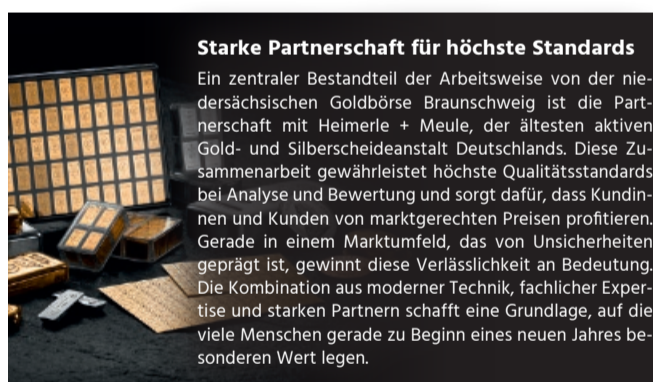 Starke Partnerschaft für höchste Standards
Ein zentraler Bestandteil der Arbeitsweise von der nie-
dersächsischen Goldbörse Braunschweig ist die Part-
nerschaft mit Heimerle + Meule, der ältesten aktiven
Gold- und Silberscheideanstalt Deutschlands. Diese Zu-
sammenarbeit gewährleistet höchste Qualitätsstandards
bei Analyse und Bewertung und sorgt dafür, dass Kundin-
nen und Kunden von marktgerechten Preisen profitieren.
Gerade in einem Marktumfeld, das von Unsicherheiten
geprägt ist, gewinnt diese Verlässlichkeit an Bedeutung.
Die Kombination aus moderner Technik, fachlicher Exper-
tise und starken Partnern schafft eine Grundlage, auf die
viele Menschen gerade zu Beginn eines neuen Jahres be-
sonderen Wert legen.